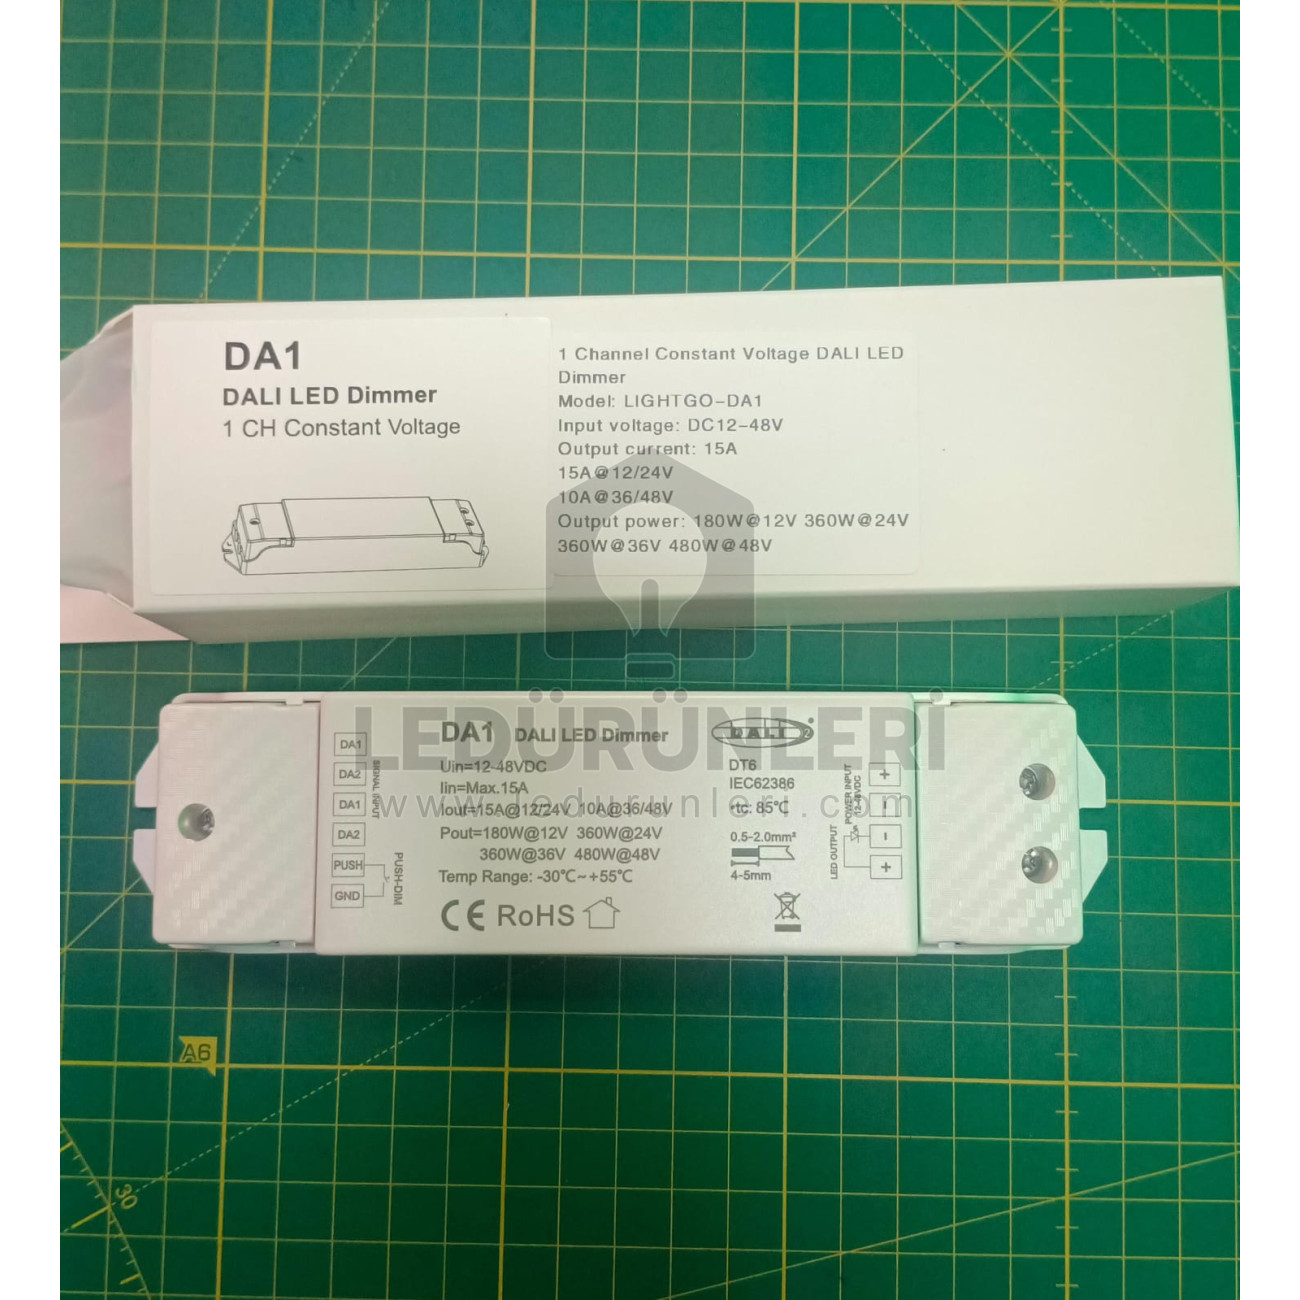 DA1
DALI LED Dimmer
1 CH Constant Voltage
1 Channel Constant Voltage DALI LED
Dimmer
Model: LIGHTGO-DA1
Input voltage: DC12-48V
Output current: 15A
15A@12/24V
10A@36/48V
Output power: 180W@12V 360W@24V
360W@36V 480W@48V
LEDÜRÜNLERİ
www.ledurunleri.com
DA1 DALI LED Dimmer
Uin=12-48VDC
Iin=Max.15A
Iout=15A@12/24V 10A@36/48V
Pout=180W@12V 360W@24V
360W@36V 480W@48V
Temp Range: -30℃~+55℃
CE RoHS
DALI 2
DT6
IEC62386
tc: 85℃
0.5-2.0mm²
4-5mm
DA1
DA2
DA1
DA2
PUSH
GND
SIGNAL INPUT
PUSH-DIM
POWER INPUT
12-48VDC
LED OUTPUT
+
-
-
+
A6
30